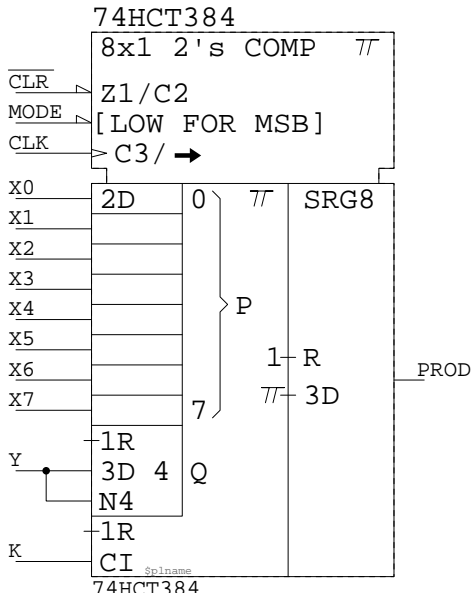 74HCT384
8x1 2's COMP π
CLR
Z1/C2
MODE
[LOW FOR MSB]
CLK
C3/ →
X0 2D 0 π SRG8
X1
X2
X3
X4 P
X5
X6 1 R
PROD
X7 7 π 3D
1R
Y 3D 4 Q
N4
1R
K CI $plname
74HCT384